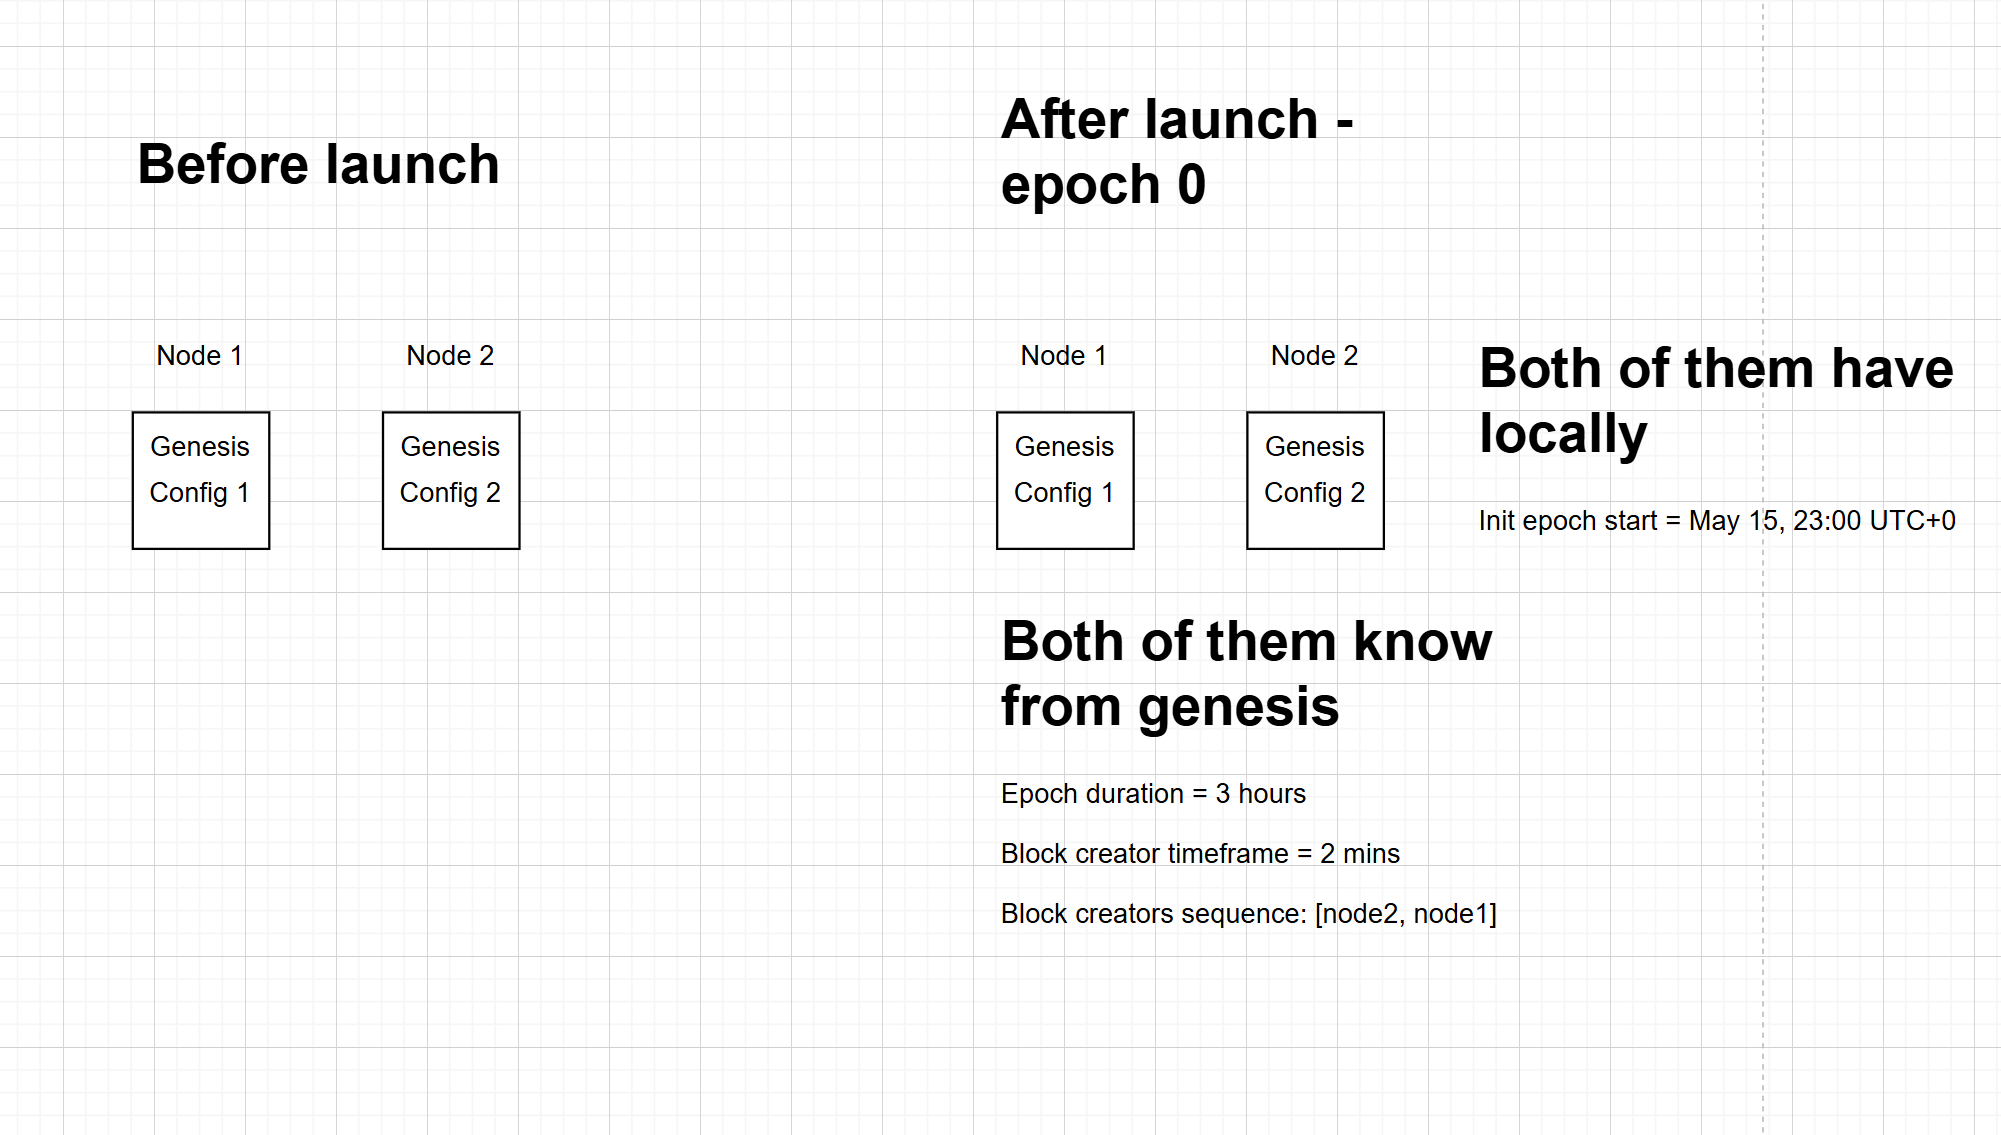 Before launch
Node 1
Node 2
Genesis
Config 1
Genesis
Config 2
After launch -
epoch 0
Node 1
Node 2
Genesis
Config 1
Genesis
Config 2
Both of them have
locally
Init epoch start = May 15, 23:00 UTC+0
Both of them know
from genesis
Epoch duration = 3 hours
Block creator timeframe = 2 mins
Block creators sequence: [node2, node1]